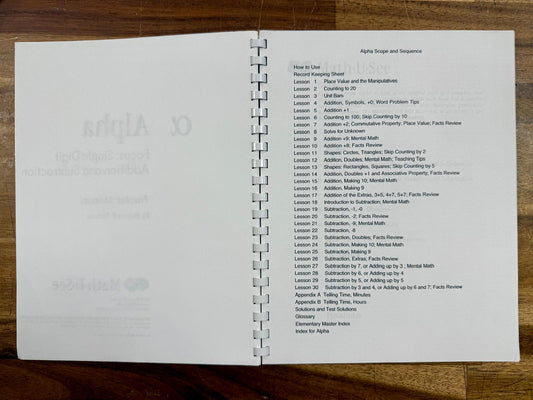 Alpha
Focus: Single-Digit
Addition and Subtraction
Math-U-See
Alpha Scope and Sequence
How to Use
Record Keeping Sheet
Lesson 1 Place Value and the Manipulatives
Lesson 2 Counting to 20
Lesson 3 Unit Bars
Lesson 4 Addition, Symbols, +0; Word Problem Tips
Lesson 5 Addition +1
Lesson 6 Counting to 100; Skip Counting by 10
Lesson 7 Addition +2; Commutative Property; Place Value; Facts Review
Lesson 8 Solve for Unknown
Lesson 9 Addition +9; Mental Math
Lesson 10 Addition +8; Facts Review
Lesson 11 Shapes: Circles, Triangles; Skip Counting by 2
Lesson 12 Addition, Doubles; Mental Math; Teaching Tips
Lesson 13 Shapes: Rectangles, Squares; Skip Counting by 5
Lesson 14 Addition, Doubles +1 and Associative Property; Facts Review
Lesson 15 Addition, Making 10; Mental Math
Lesson 16 Addition, Making 9
Lesson 17 Addition of the Extras, 3+5, 4+7, 5+7; Facts Review
Lesson 18 Introduction to Subtraction; Mental Math
Lesson 19 Subtraction, -1, -0
Lesson 20 Subtraction, -2; Facts Review
Lesson 21 Subtraction, -9; Mental Math
Lesson 22 Subtraction, -8
Lesson 23 Subtraction, Doubles; Facts Review
Lesson 24 Subtraction, Making 10; Mental Math
Lesson 25 Subtraction, Making 9
Lesson 26 Subtraction, Extras; Facts Review
Lesson 27 Subtraction by 7, or Adding up by 3 ; Mental Math
Lesson 28 Subtraction by 6, or Adding up by 4
Lesson 29 Subtraction by 5, or Adding up by 5
Lesson 30 Subtraction by 3 and 4, or Adding up by 6 and 7; Facts Review
Appendix A Telling Time, Minutes
Appendix B Telling Time, Hours
Solutions and Test Solutions
Glossary
Elementary Master Index
Index for Alpha